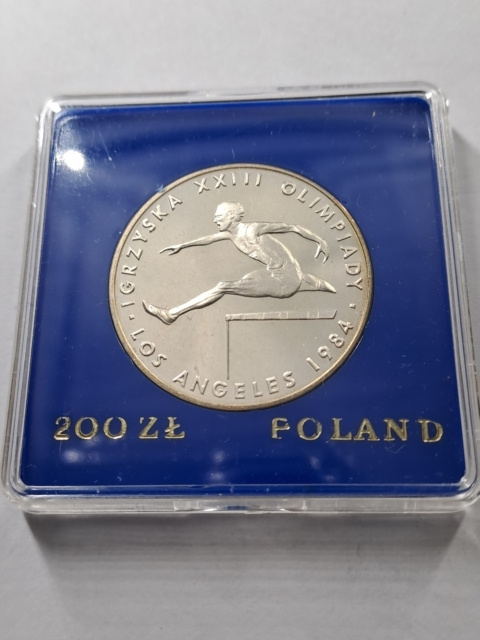 · IGRZYSKA XXIII OLIMPIADY ·
LOS ANGELES 1984
200 ZŁ POLAND